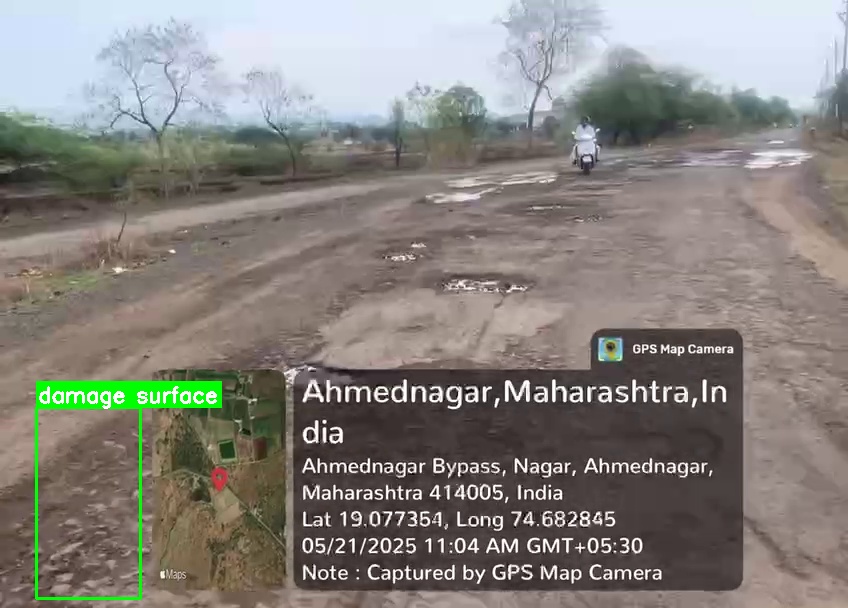 GPS Map Camera
damage surface
Ahmednagar,Maharashtra,In
dia
Ahmednagar Bypass, Nagar, Ahmednagar,
Maharashtra 414005, India
Lat 19.077354, Long 74.682845
05/21/2025 11:04 AM GMT+05:30
Note : Captured by GPS Map Camera
Maps